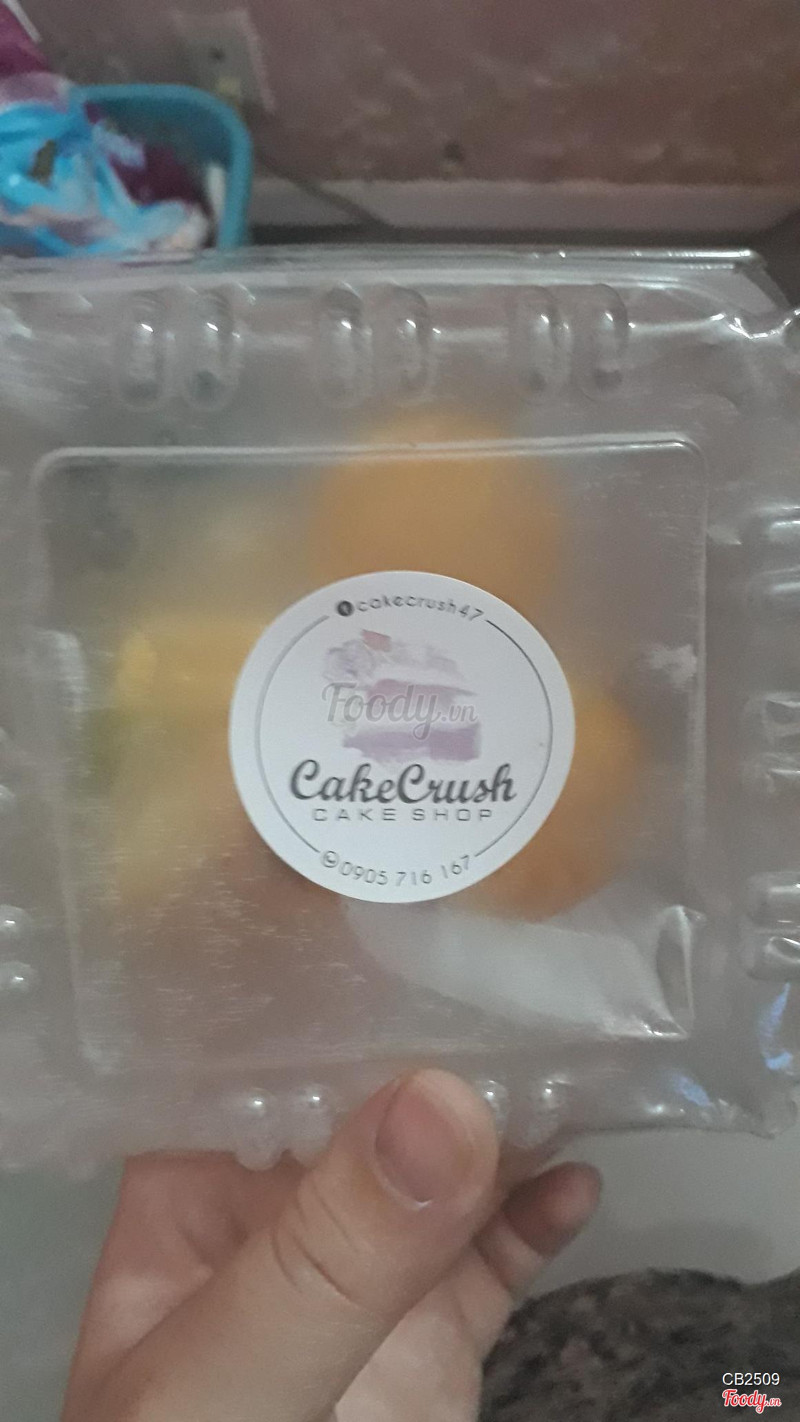 cakecrush47
Foody.vn
CakeCrush
CAKE SHOP
0905 716 167
CB2509
Foody.vn